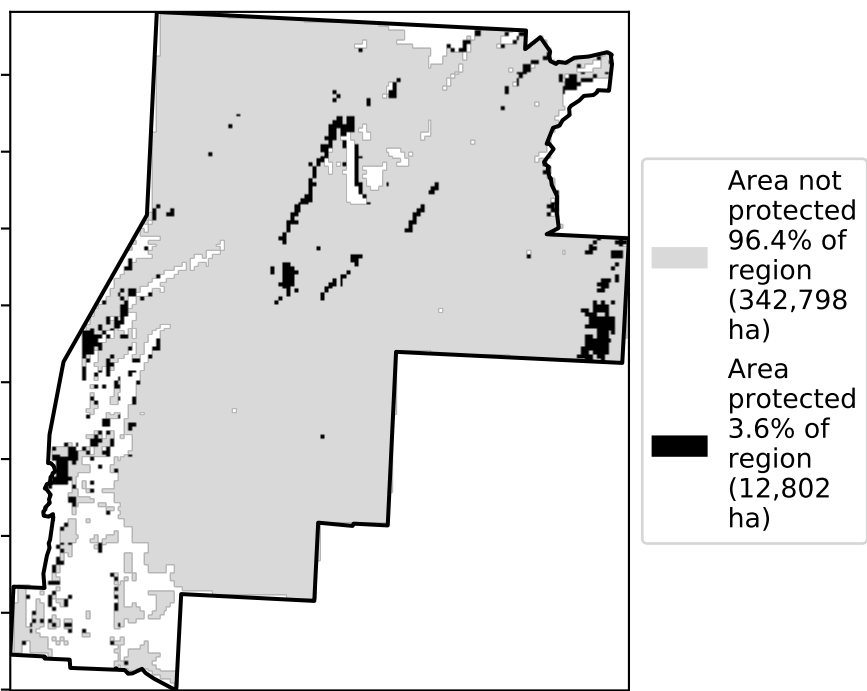 Area not
protected
96.4% of
region
(342,798
ha)
Area
protected
3.6% of
region
(12,802
ha)